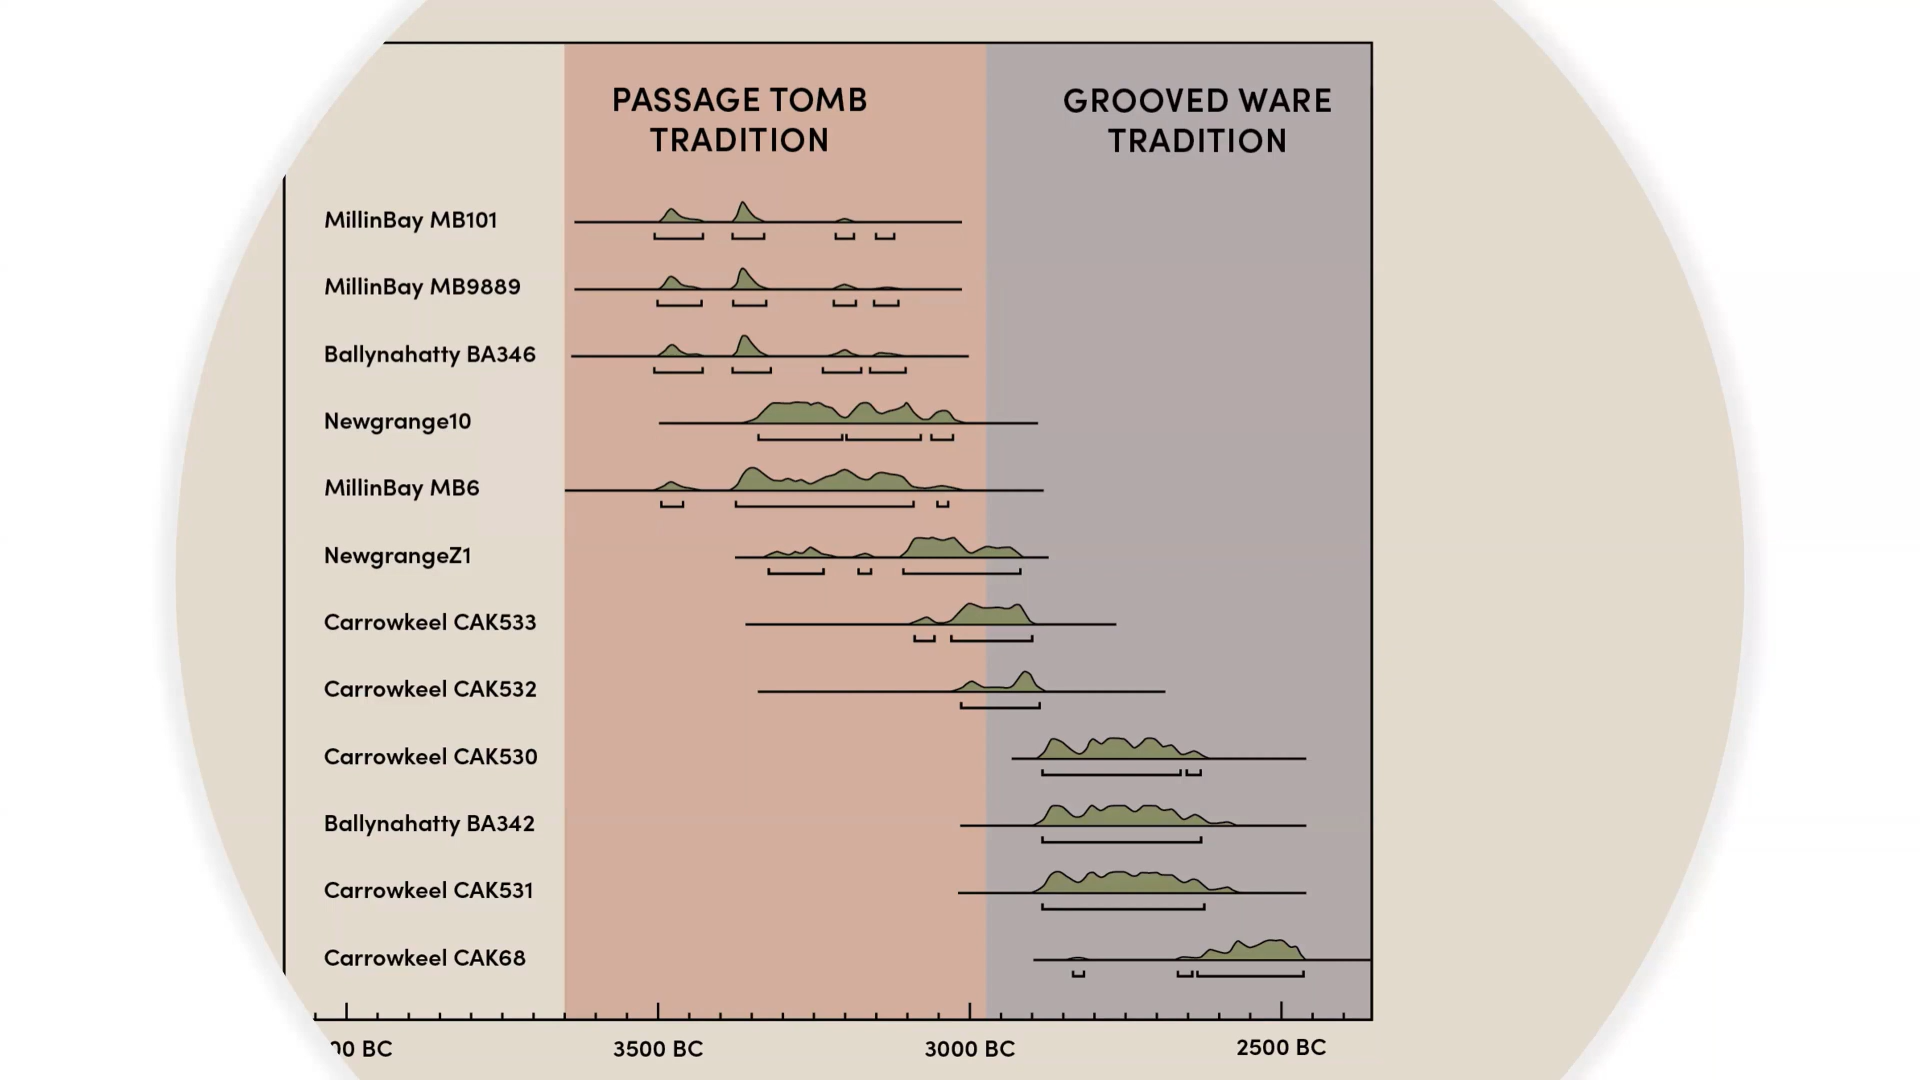 PASSAGE TOMB
TRADITION
GROOVED WARE
TRADITION
MillinBay MB101
MillinBay MB9889
Ballynahatty BA346
Newgrange10
MillinBay MB6
NewgrangeZ1
Carrowkeel CAK533
Carrowkeel CAK532
Carrowkeel CAK530
Ballynahatty BA342
Carrowkeel CAK531
Carrowkeel CAK68
00 BC
3500 BC
3000 BC
2500 BC